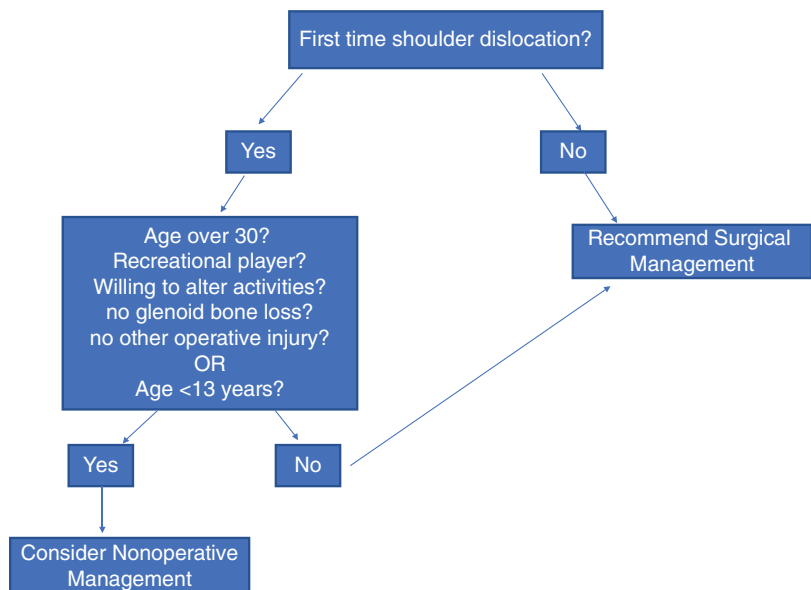 First time shoulder dislocation?
Yes
No
Age over 30?
Recreational player?
Willing to alter activities?
no glenoid bone loss?
no other operative injury?
OR
Age <13 years?
Recommend Surgical
Management
Yes
No
Consider Nonoperative
Management